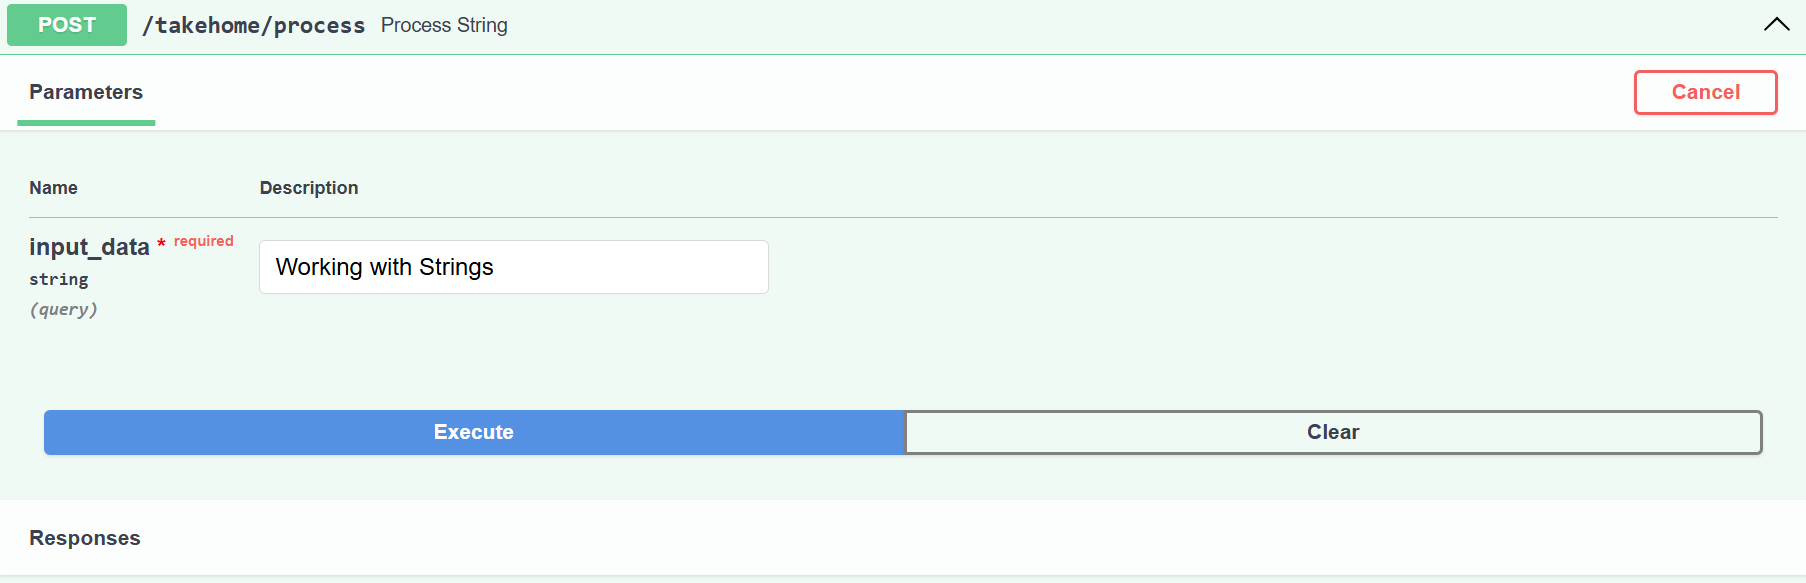 POST /takehome/process Process String
Parameters
Cancel
Name Description
input_data * required
string
(query)
Working with Strings
Execute Clear
Responses